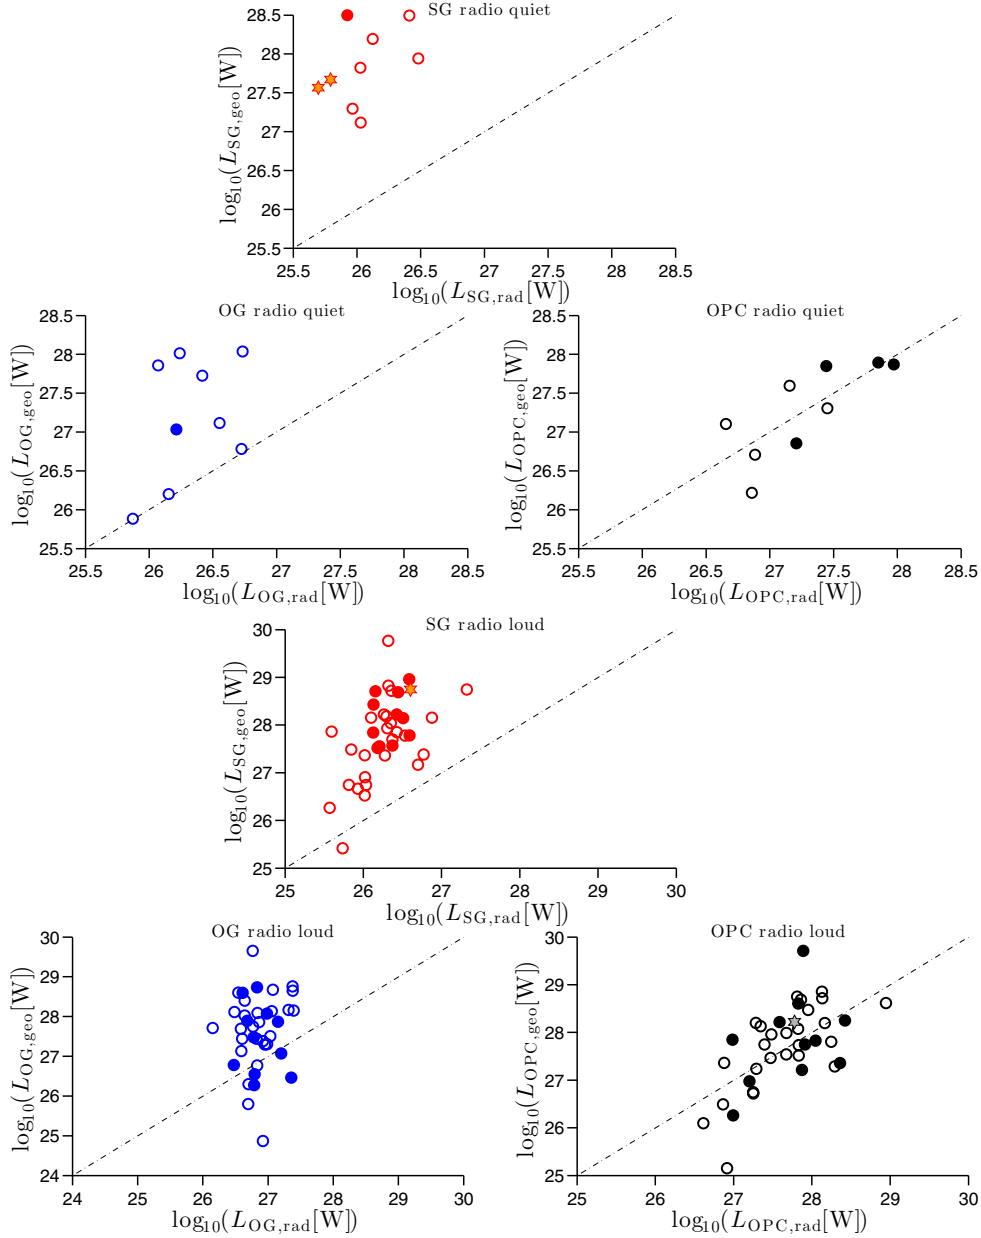 SG radio quiet
28.5
28
27.5
27
26.5
26
25.5
25.5 26 26.5 27 27.5 28 28.5
log10(LSG,geo[W])
log10(LSG,rad[W])
OG radio quiet
28.5
28
27.5
27
26.5
26
25.5
25.5 26 26.5 27 27.5 28 28.5
log10(LOG,geo[W])
log10(LOG,rad[W])
OPC radio quiet
28.5
28
27.5
27
26.5
26
25.5
25.5 26 26.5 27 27.5 28 28.5
log10(LOPC,geo[W])
log10(LOPC,rad[W])
SG radio loud
30
29
28
27
26
25
25 26 27 28 29 30
log10(LSG,geo[W])
log10(LSG,rad[W])
OG radio loud
30
29
28
27
26
25
24
24 25 26 27 28 29 30
log10(LOG,geo[W])
log10(LOG,rad[W])
OPC radio loud
30
29
28
27
26
25
25 26 27 28 29 30
log10(LOPC,geo[W])
log10(LOPC,rad[W])